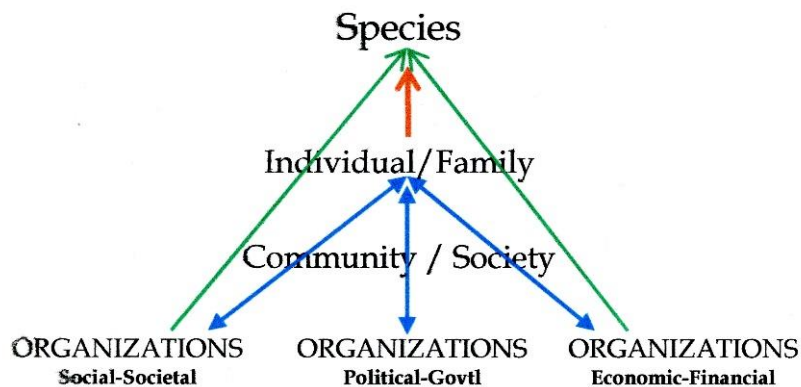 Species
Individual/Family
Community / Society
ORGANIZATIONS ORGANIZATIONS ORGANIZATIONS
Social-Societal Political-Govtl Economic-Financial